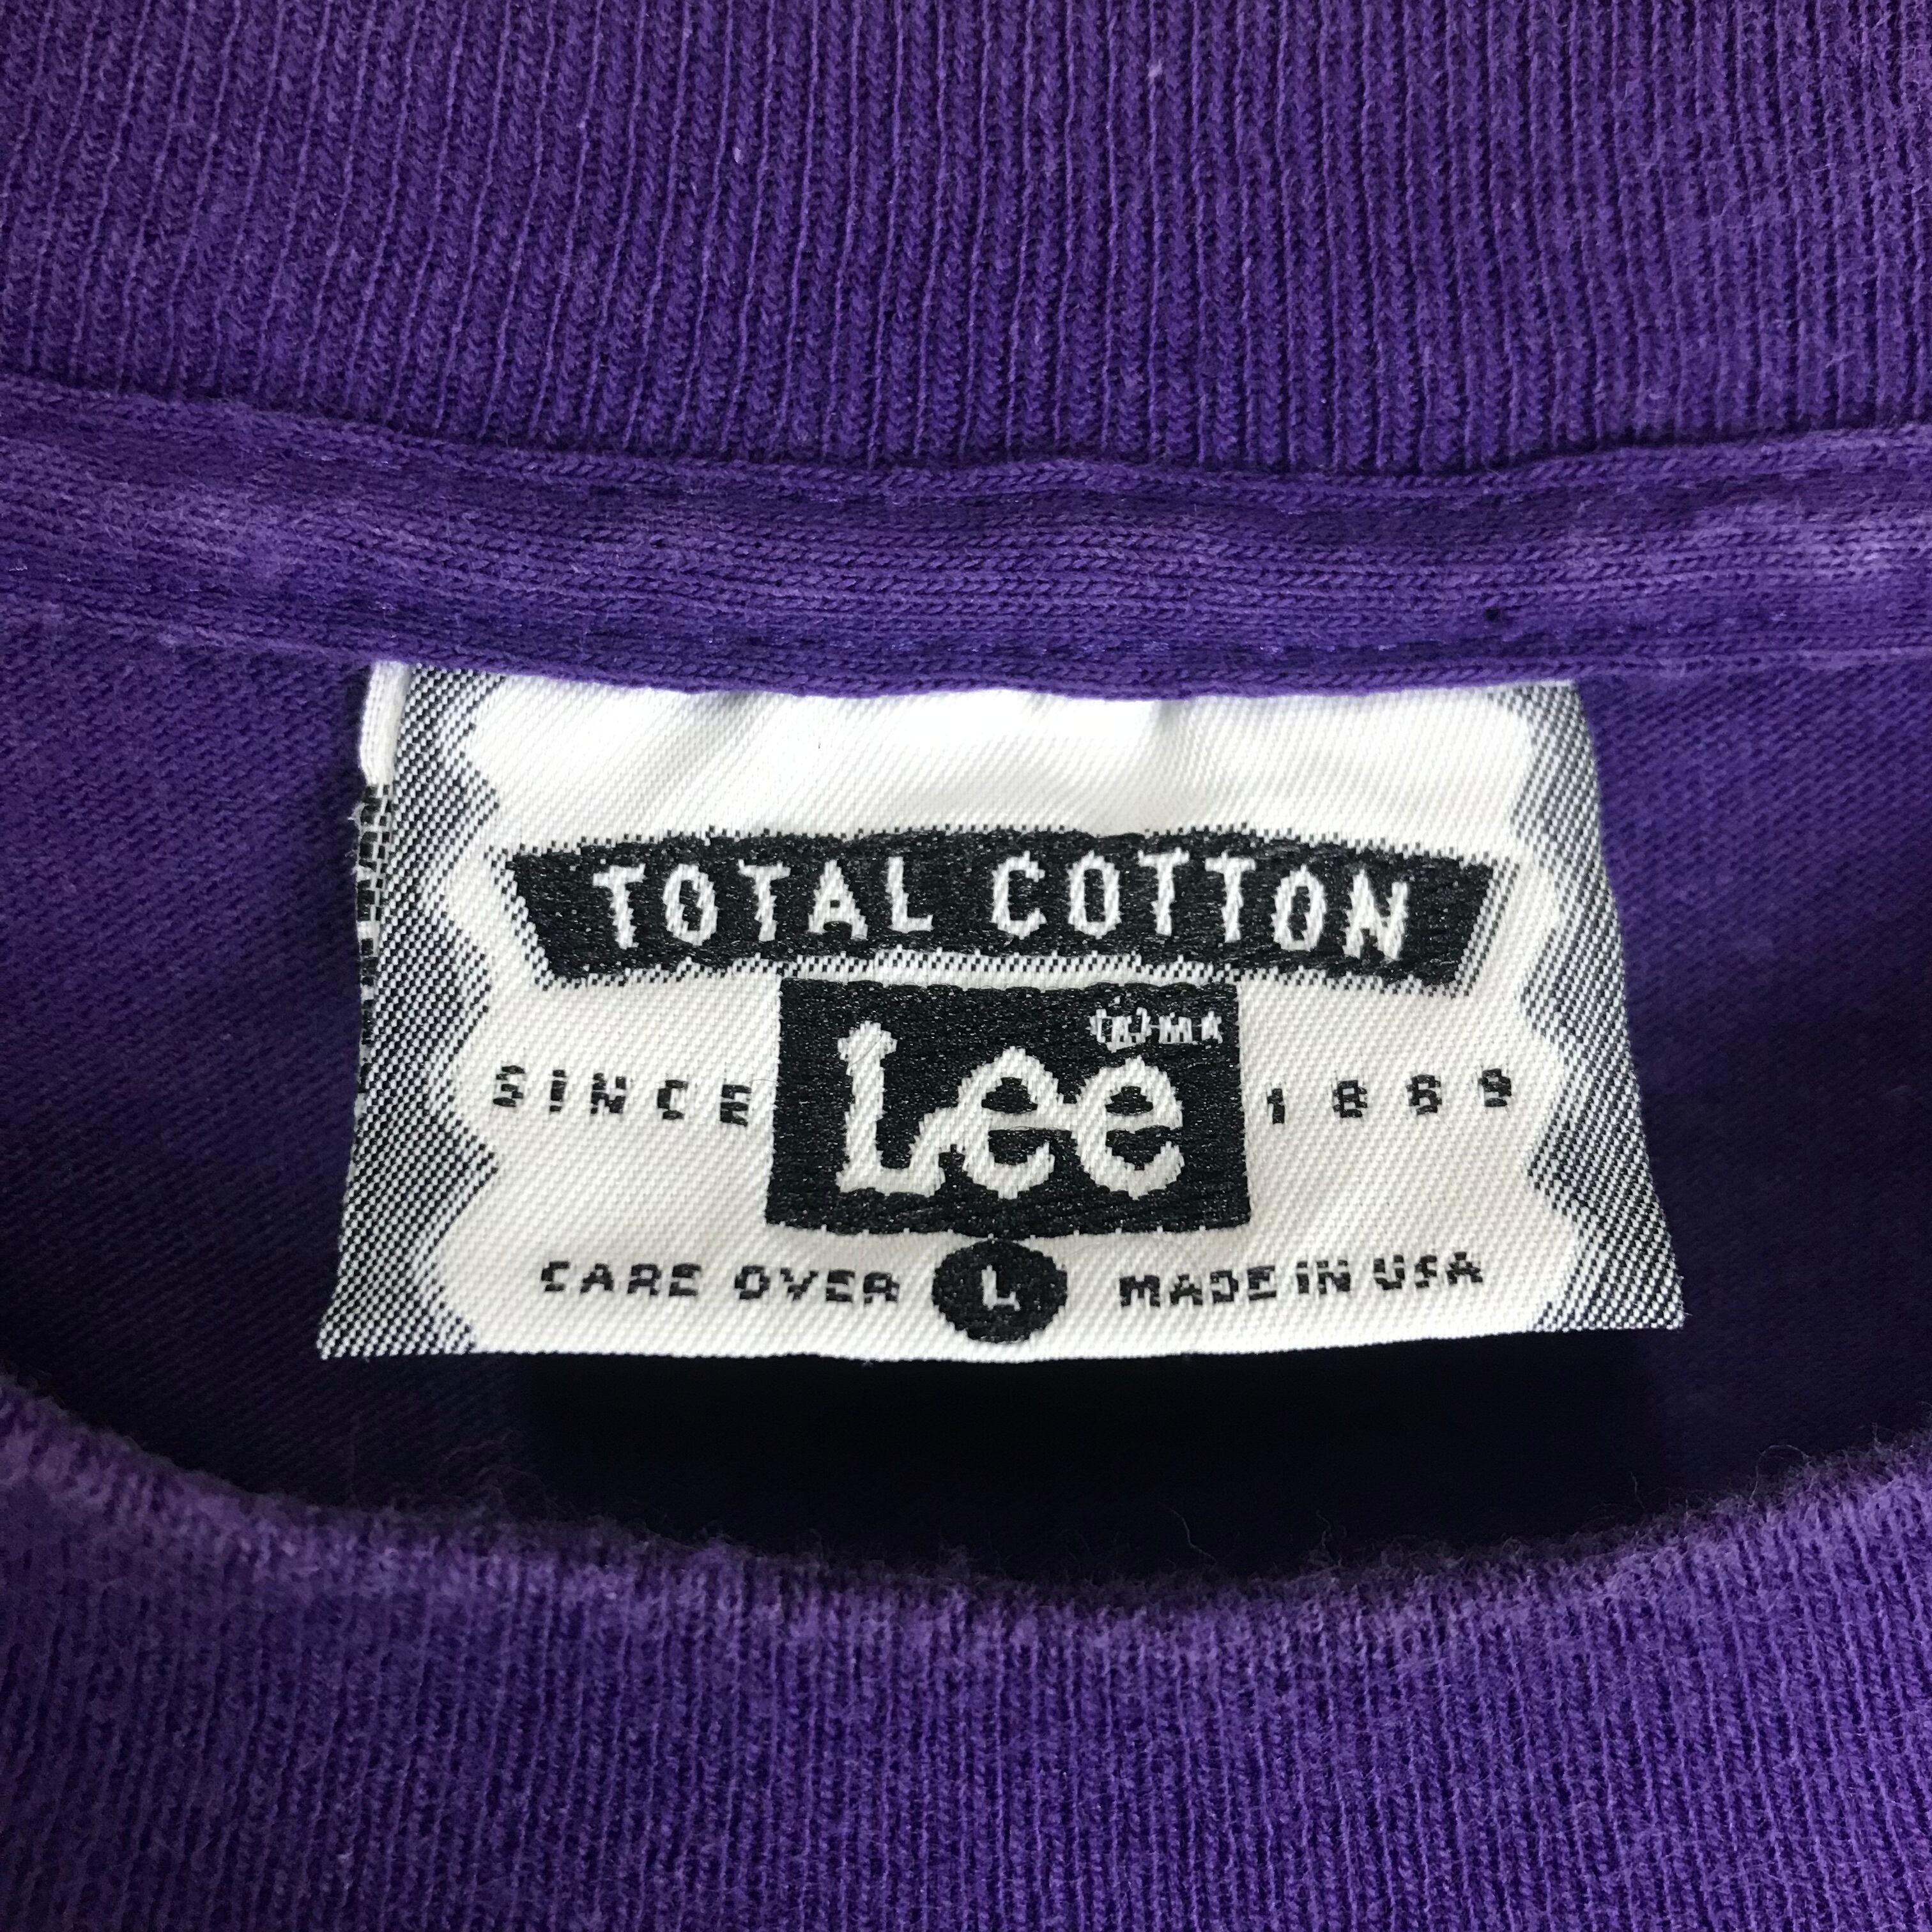 TOTAL COTTON
SINCE Lee 1889
CARE OVER L MADE IN USA